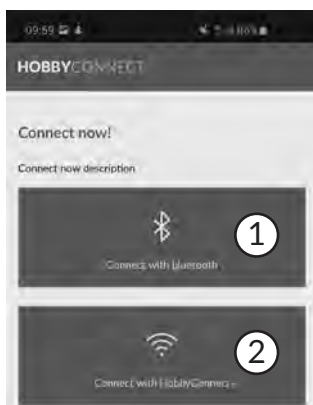 09:59
HOBBYCONNECT
Connect now!
Connect now description
1
Connect with bluetooth
2
Connect with HobbyConnect+